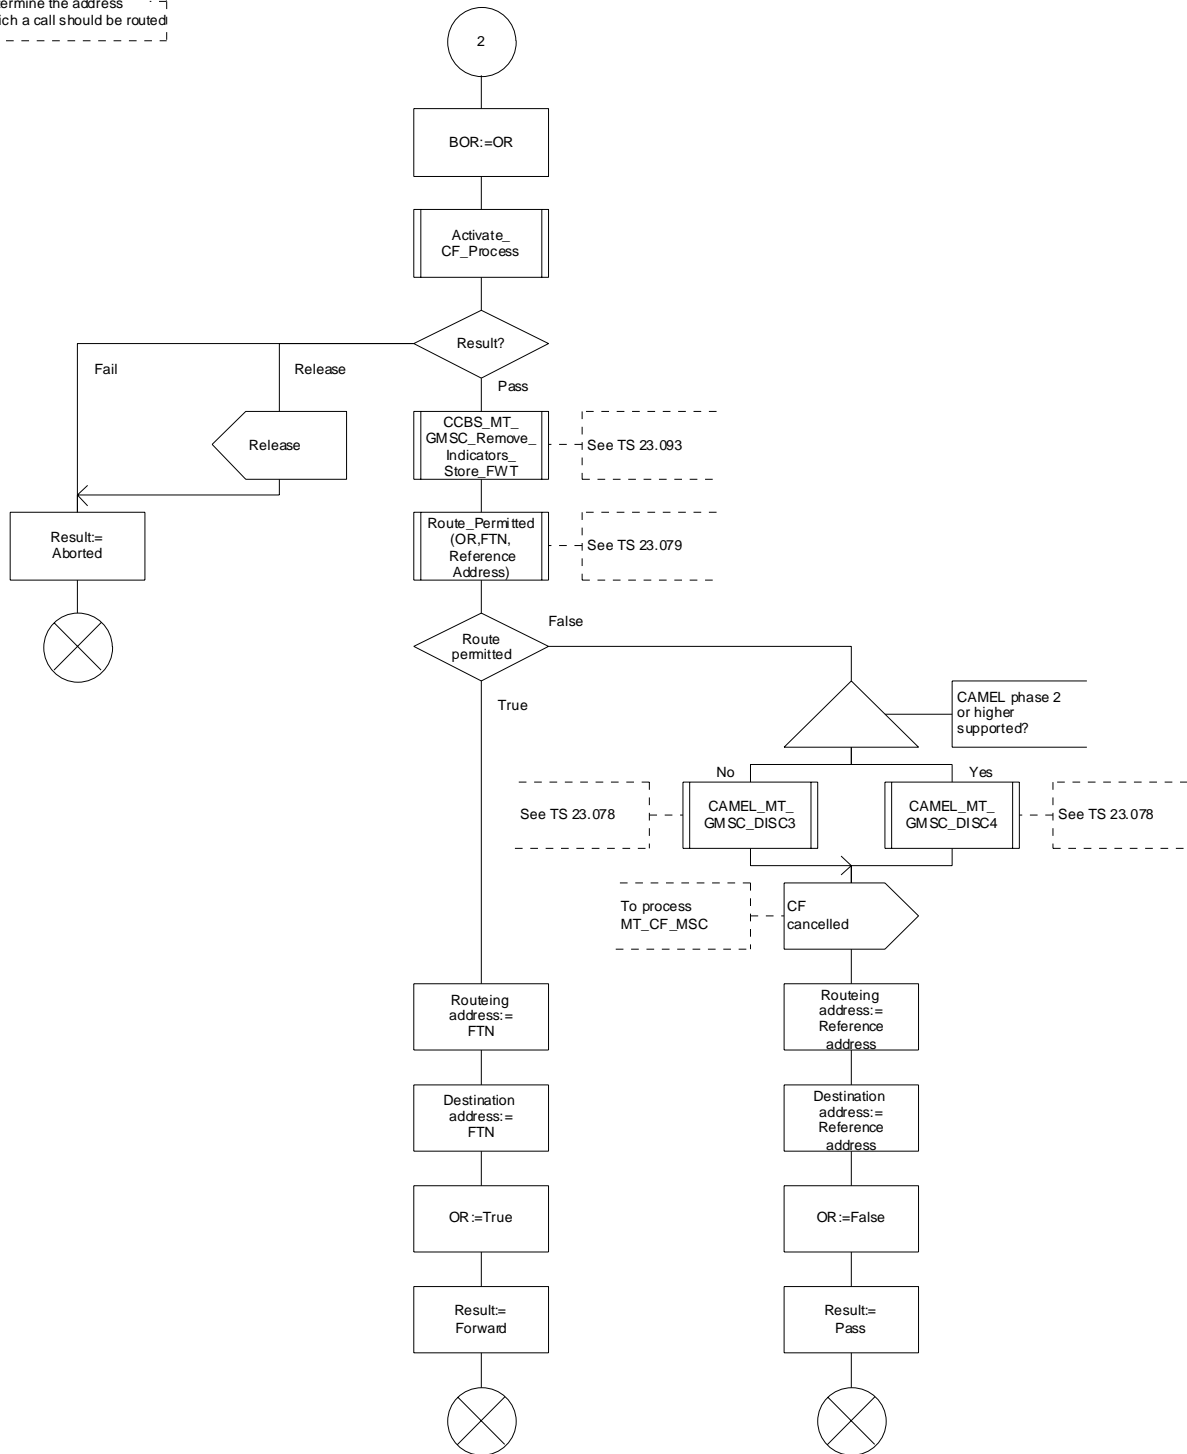 termine the address
ich a call should be routed
2
BOR:=OR
Activate_
CF_Process
Result?
Fail
Release
Pass
Release
CCBS_MT_
GMSC_Remove_
Indicators_
Store_FWT
See TS 23.093
Result:=
Aborted
Route_Permitted
(OR,FTN,
Reference
Address)
See TS 23.079
Route
permitted
False
True
CAMEL phase 2
or higher
supported?
No
Yes
See TS 23.078
CAMEL_MT_
GMSC_DISC3
CAMEL_MT_
GMSC_DISC4
See TS 23.078
To process
MT_CF_MSC
CF
cancelled
Routeing
address:=
FTN
Routeing
address:=
Reference
address
Destination
address:=
FTN
Destination
address:=
Reference
address
OR:=True
OR:=False
Result:=
Forward
Result:=
Pass